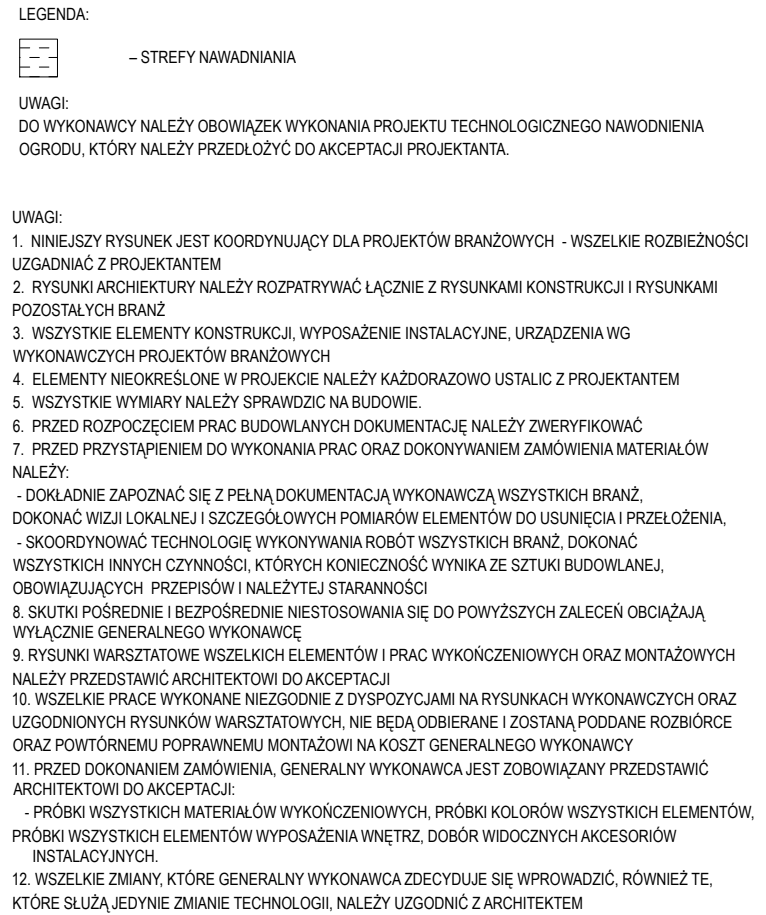 LEGENDA:
– STREFY NAWADNIANIA
UWAGI:
DO WYKONAWCY NALEŻY OBOWIĄZEK WYKONANIA PROJEKTU TECHNOLOGICZNEGO NAWODNIENIA
OGRODU, KTÓRY NALEŻY PRZEDŁOŻYĆ DO AKCEPTACJI PROJEKTANTA.
UWAGI:
1. NINIEJSZY RYSUNEK JEST KOORDYNUJĄCY DLA PROJEKTÓW BRANŻOWYCH - WSZELKIE ROZBIEŻNOŚCI
UZGADNIAĆ Z PROJEKTANTEM
2. RYSUNKI ARCHIEKTURY NALEŻY ROZPATRYWAĆ ŁĄCZNIE Z RYSUNKAMI KONSTRUKCJI I RYSUNKAMI
POZOSTAŁYCH BRANŻ
3. WSZYSTKIE ELEMENTY KONSTRUKCJI, WYPOSAŻENIE INSTALACYJNE, URZĄDZENIA WG
WYKONAWCZYCH PROJEKTÓW BRANŻOWYCH
4. ELEMENTY NIEOKREŚLONE W PROJEKCIE NALEŻY KAŻDORAZOWO USTALIC Z PROJEKTANTEM
5. WSZYSTKIE WYMIARY NALEŻY SPRAWDZIC NA BUDOWIE.
6. PRZED ROZPOCZĘCIEM PRAC BUDOWLANYCH DOKUMENTACJĘ NALEŻY ZWERYFIKOWAĆ
7. PRZED PRZYSTĄPIENIEM DO WYKONANIA PRAC ORAZ DOKONYWANIEM ZAMÓWIENIA MATERIAŁÓW
NALEŻY:
- DOKŁADNIE ZAPOZNAĆ SIĘ Z PEŁNĄ DOKUMENTACJĄ WYKONAWCZĄ WSZYSTKICH BRANŻ,
DOKONAĆ WIZJI LOKALNEJ I SZCZEGÓŁOWYCH POMIARÓW ELEMENTÓW DO USUNIĘCIA I PRZEŁOŻENIA,
- SKOORDYNOWAĆ TECHNOLOGIĘ WYKONYWANIA ROBÓT WSZYSTKICH BRANŻ, DOKONAĆ
WSZYSTKICH INNYCH CZYNNOŚCI, KTÓRYCH KONIECZNOŚĆ WYNIKA ZE SZTUKI BUDOWLANEJ,
OBOWIĄZUJĄCYCH PRZEPISÓW I NALEŻYTEJ STARANNOŚCI
8. SKUTKI POŚREDNIE I BEZPOŚREDNIE NIESTOSOWANIA SIĘ DO POWYŻSZYCH ZALECEŃ OBCIĄŻAJĄ
WYŁĄCZNIE GENERALNEGO WYKONAWCĘ
9. RYSUNKI WARSZTATOWE WSZELKICH ELEMENTÓW I PRAC WYKOŃCZENIOWYCH ORAZ MONTAŻOWYCH
NALEŻY PRZEDSTAWIĆ ARCHITEKTOWI DO AKCEPTACJI
10. WSZELKIE PRACE WYKONANE NIEZGODNIE Z DYSPOZYCJAMI NA RYSUNKACH WYKONAWCZYCH ORAZ
UZGODNIONYCH RYSUNKÓW WARSZTATOWYCH, NIE BĘDĄ ODBIERANE I ZOSTANĄ PODDANE ROZBIÓRCE
ORAZ POWTÓRNEMU POPRAWNEMU MONTAŻOWI NA KOSZT GENERALNEGO WYKONAWCY
11. PRZED DOKONANIEM ZAMÓWIENIA, GENERALNY WYKONAWCA JEST ZOBOWIĄZANY PRZEDSTAWIĆ
ARCHITEKTOWI DO AKCEPTACJI:
- PRÓBKI WSZYSTKICH MATERIAŁÓW WYKOŃCZENIOWYCH, PRÓBKI KOLORÓW WSZYSTKICH ELEMENTÓW,
PRÓBKI WSZYSTKICH ELEMENTÓW WYPOSAŻENIA WNĘTRZ, DOBÓR WIDOCZNYCH AKCESORIÓW
INSTALACYJNYCH.
12. WSZELKIE ZMIANY, KTÓRE GENERALNY WYKONAWCA ZDECYDUJE SIĘ WPROWADZIĆ, RÓWNIEŻ TE,
KTÓRE SŁUŻĄ JEDYNIE ZMIANIE TECHNOLOGII, NALEŻY UZGODNIĆ Z ARCHITEKTEM